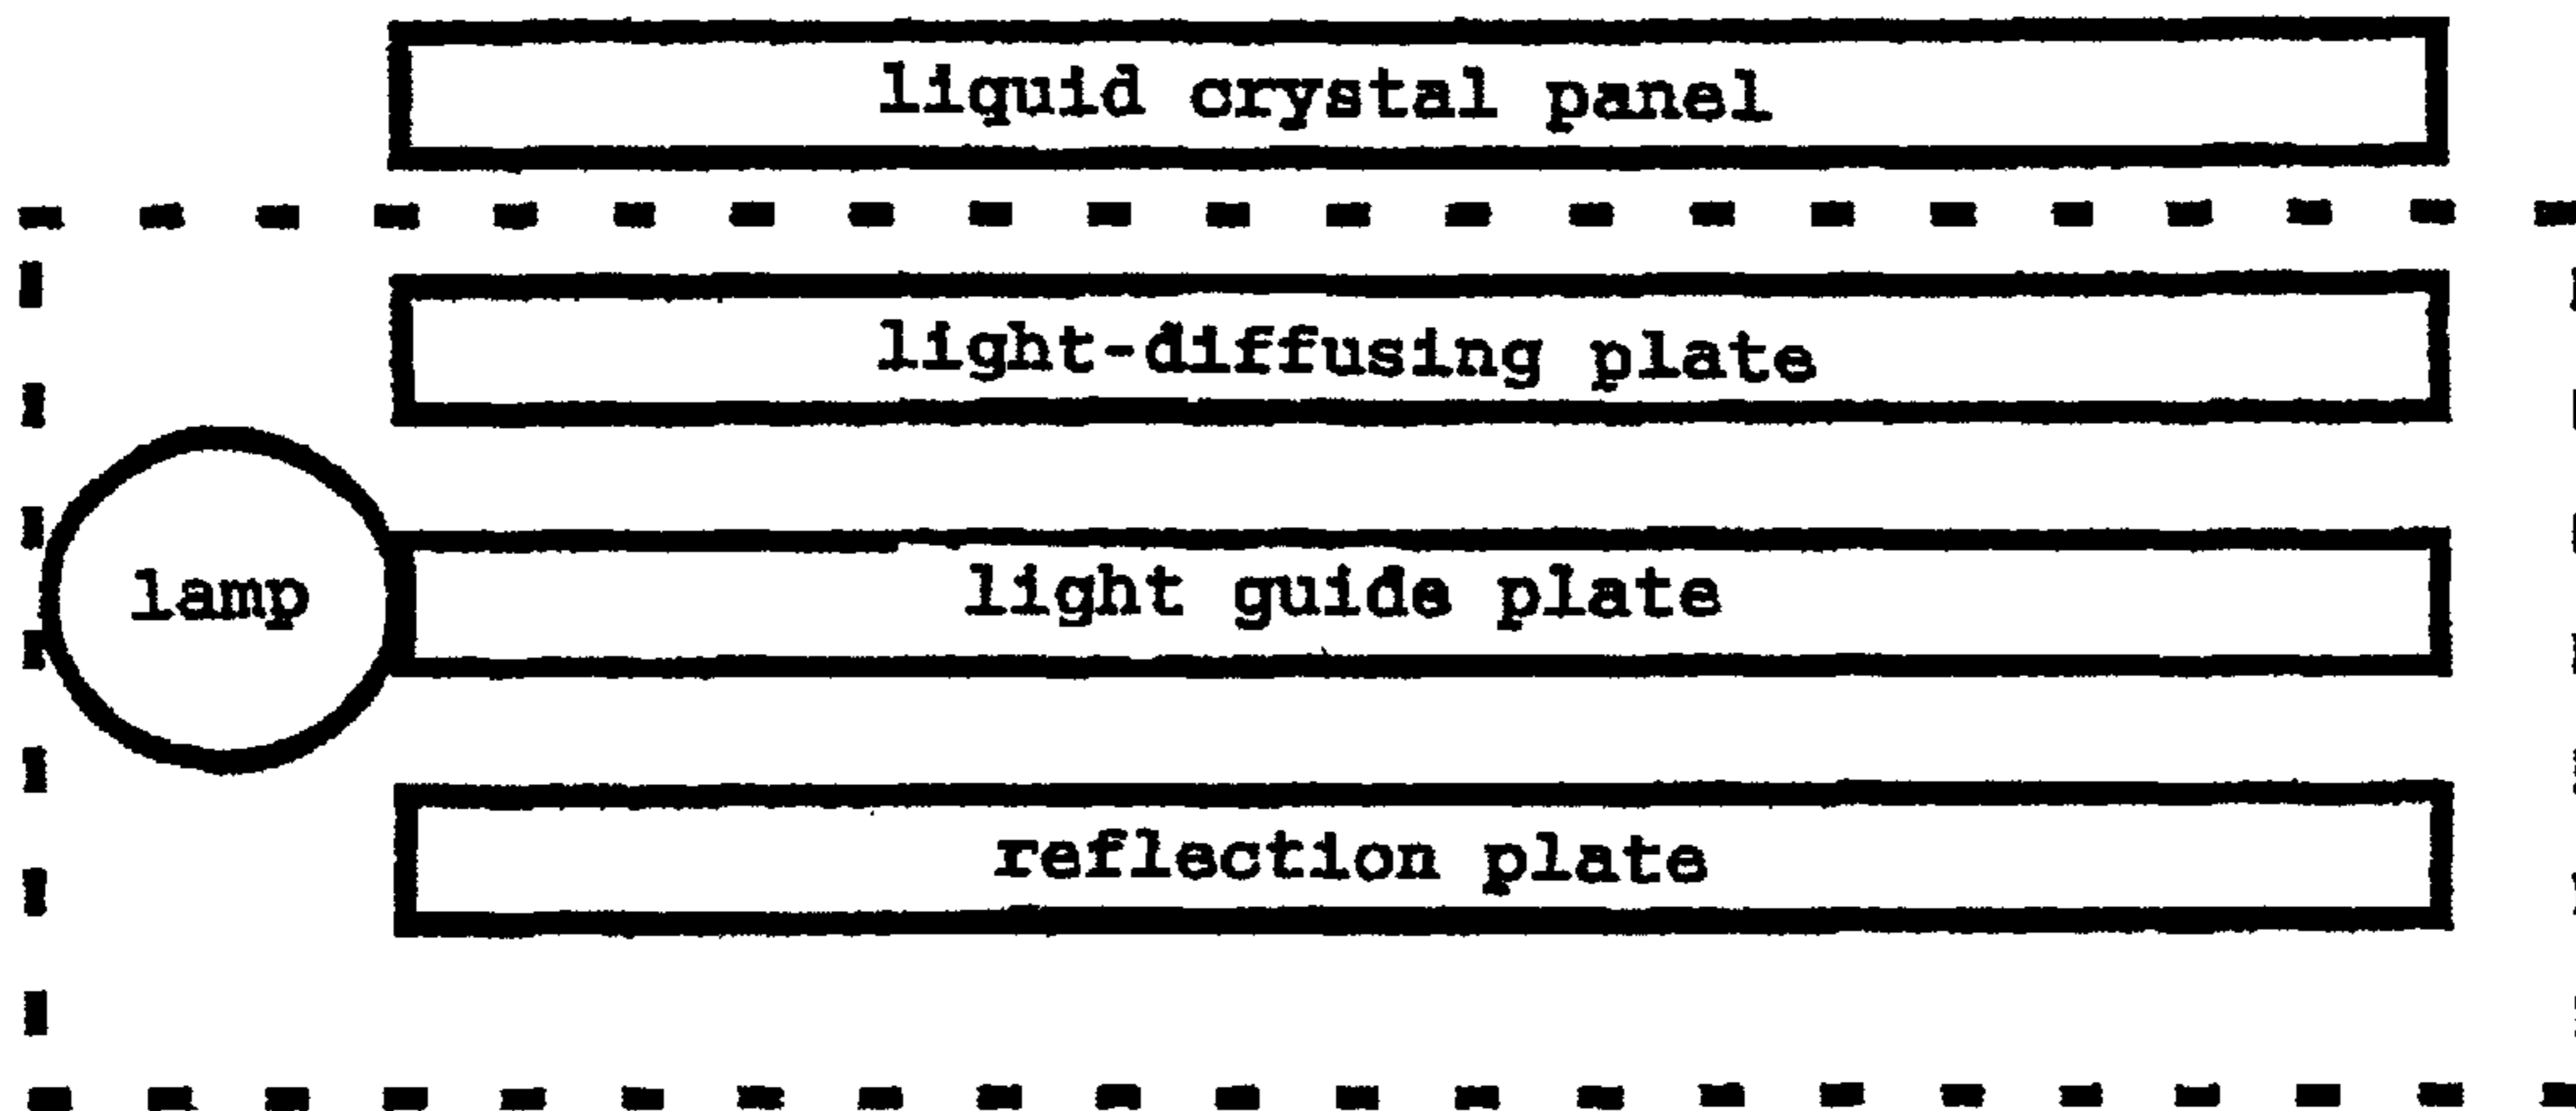 liquid crystal panel
light-diffusing plate
lamp
light guide plate
reflection plate